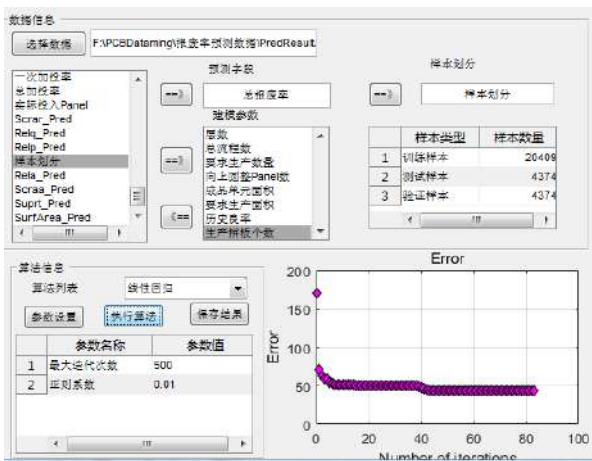 数据信息
选择数据
F:\PCBDataming\报废率预测数据\PredResult.
一次加投率
总加投率
实际投入Panel
Scrar_Pred
Relq_Pred
Relp_Pred
样本划分
Rela_Pred
Scraa_Pred
Suprt_Pred
SurfArea_Pred
预测字段
==》
总报废率
建模参数
==》
《==
层数
总流程数
要求生产数量
向上圆整Panel数
成品单元面积
要求生产面积
历史良率
生产拼板个数
样本划分
==》
样本划分
样本类型 样本数量
1 训练样本 20409
2 测试样本 4374
3 验证样本 4374
算法信息
算法列表 线性回归
参数设置 执行算法 保存结果
参数名称 参数值
1 最大迭代次数 500
2 正则系数 0.01
Error
Error
200
150
100
50
0
0 20 40 60 80 100
Number of iterations